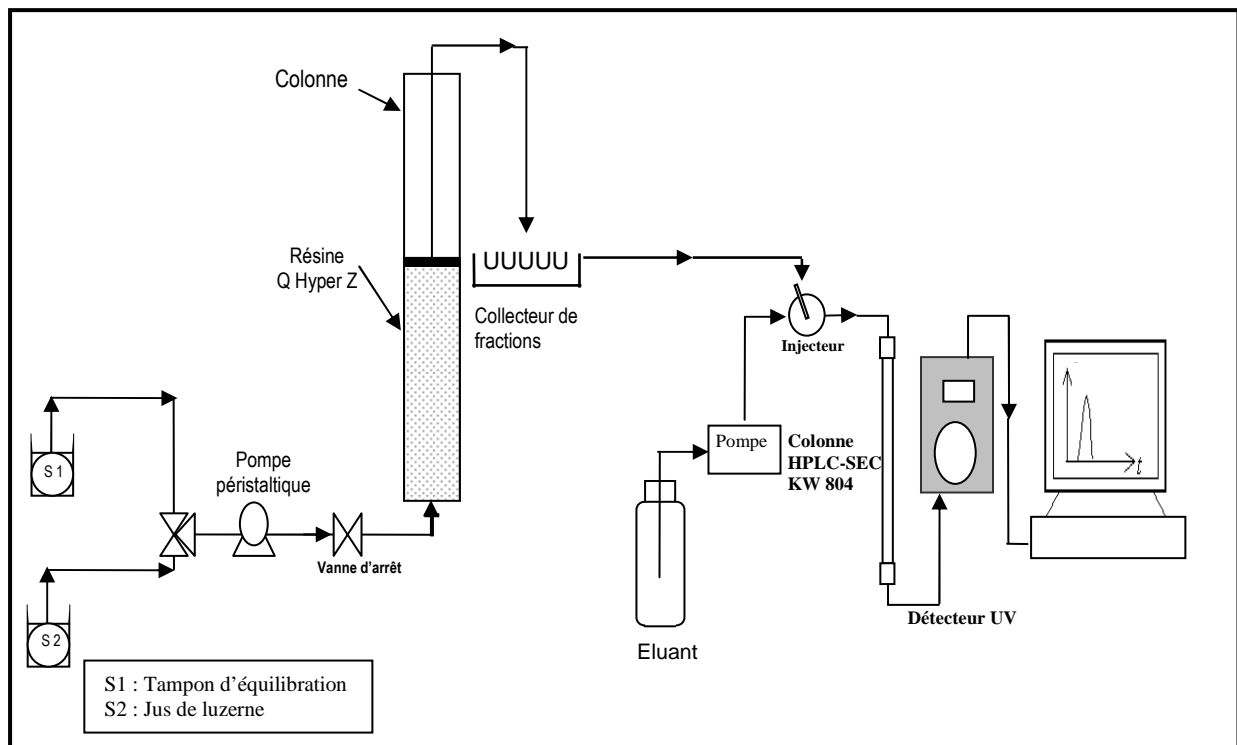 Colonne
Résine
Q Hyper Z
UUUUU
Collecteur de
fractions
Injecteur
S 1
Pompe
péristaltique
Vanne d'arrêt
S 2
Pompe
Colonne
HPLC-SEC
KW 804
t
Eluant
Détecteur UV
S1 : Tampon d'équilibration
S2 : Jus de luzerne